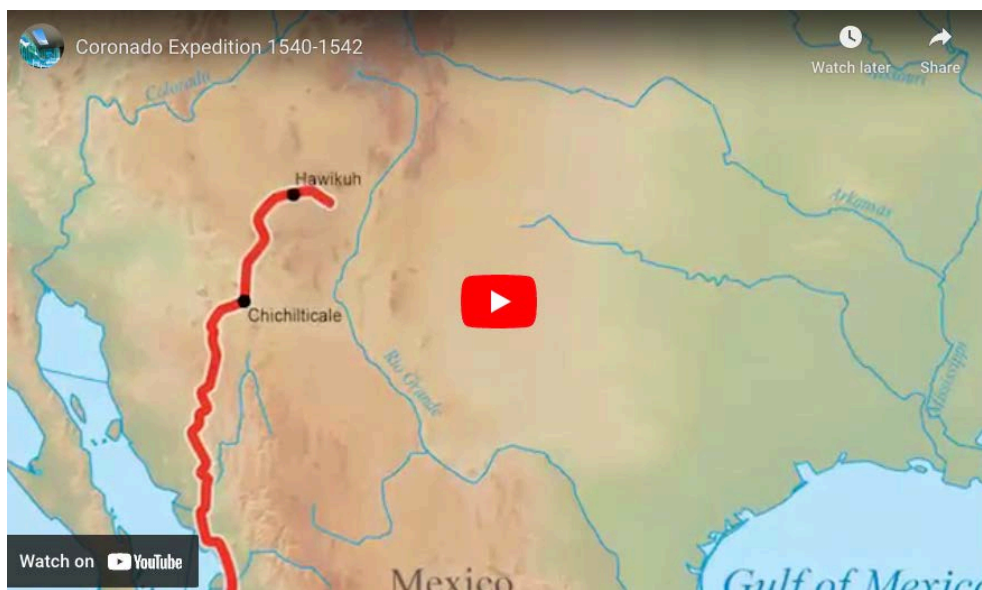 Coronado Expedition 1540-1542
Watch later
Share
Colorado
Missouri
Hawikuh
Arkansas
Chichilticale
Rio Grande
Mississippi
Watch on YouTube
Mexico
Gulf of Mexico